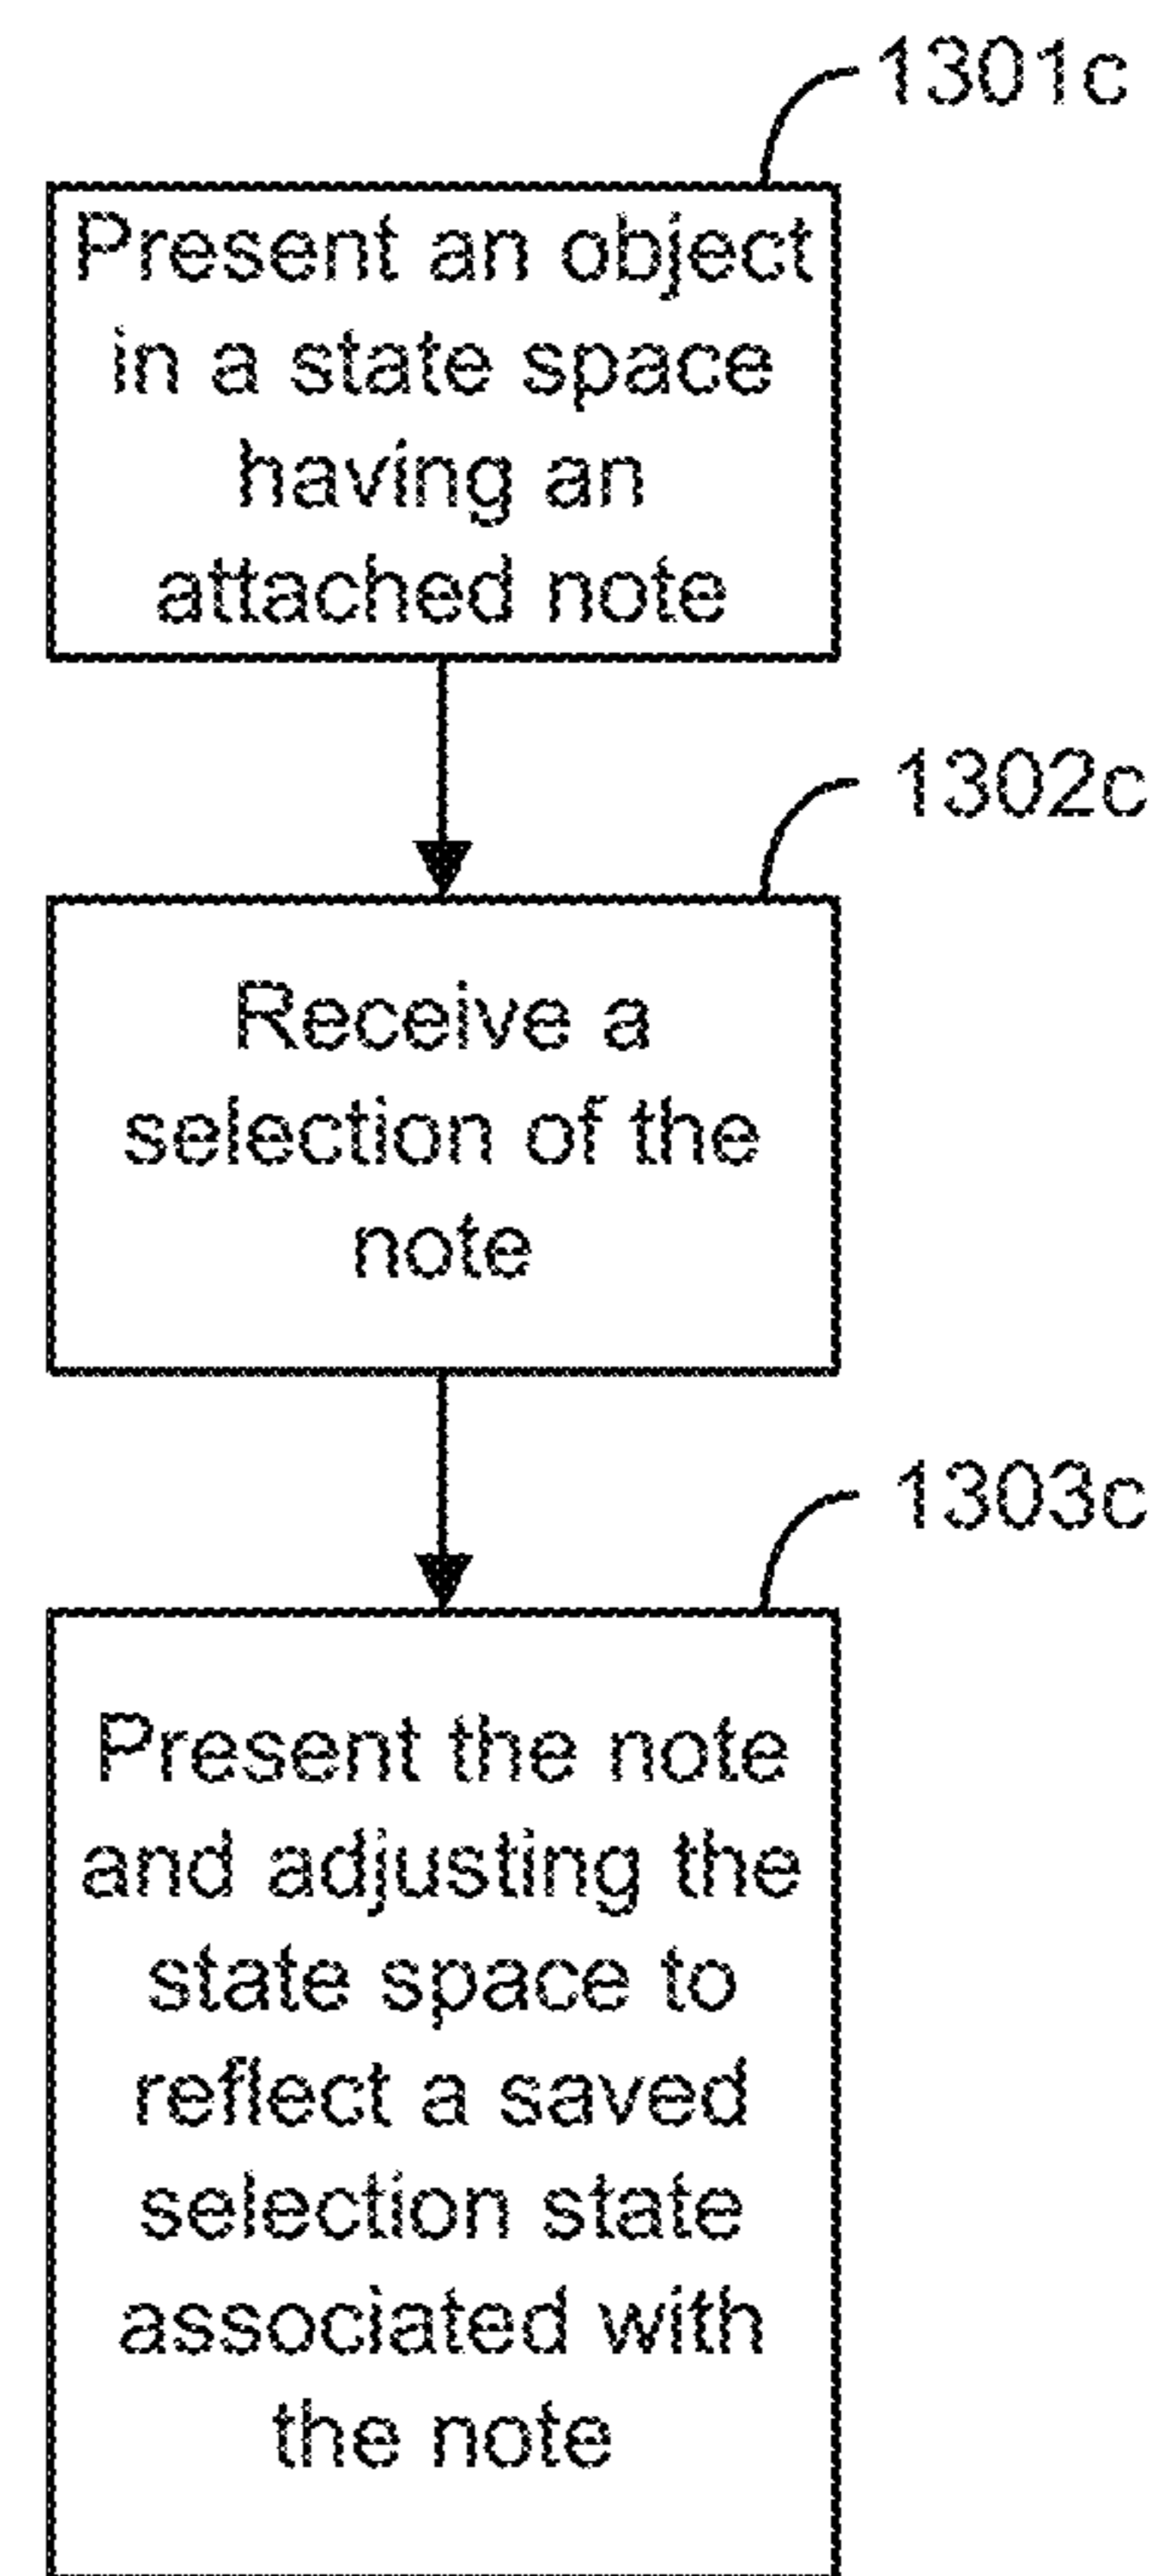 1301c
Present an object
in a state space
having an
attached note
1302c
Receive a
selection of the
note
1303c
Present the note
and adjusting the
state space to
reflect a saved
selection state
associated with
the note